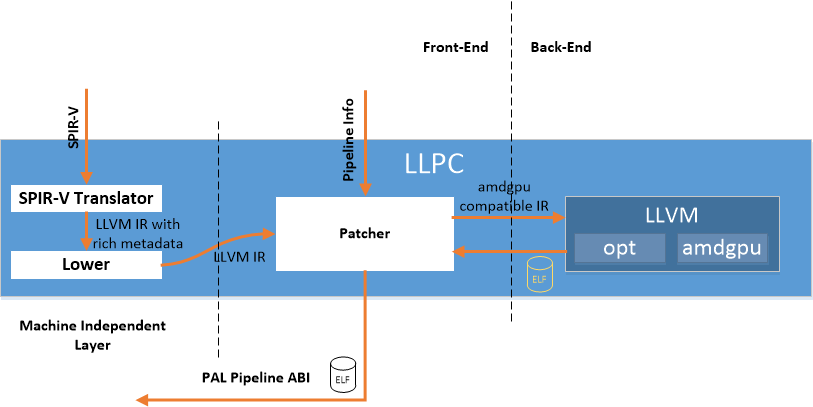 Front-End
Back-End
SPIR-V
Pipeline Info
LLPC
SPIR-V Translator
LLVM IR with
rich metadata
Lower
LLVM IR
Patcher
amdgpu
compatible IR
LLVM
opt
amdgpu
ELF
Machine Independent
Layer
PAL Pipeline ABI
ELF